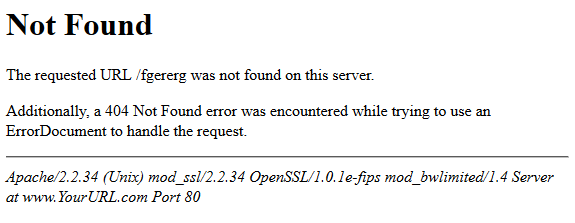 Not Found
The requested URL /fgererg was not found on this server.
Additionally, a 404 Not Found error was encountered while trying to use an
ErrorDocument to handle the request.
Apache/2.2.34 (Unix) mod_ssl/2.2.34 OpenSSL/1.0.1e-fips mod_bwlimited/1.4 Server
at www.YourURL.com Port 80